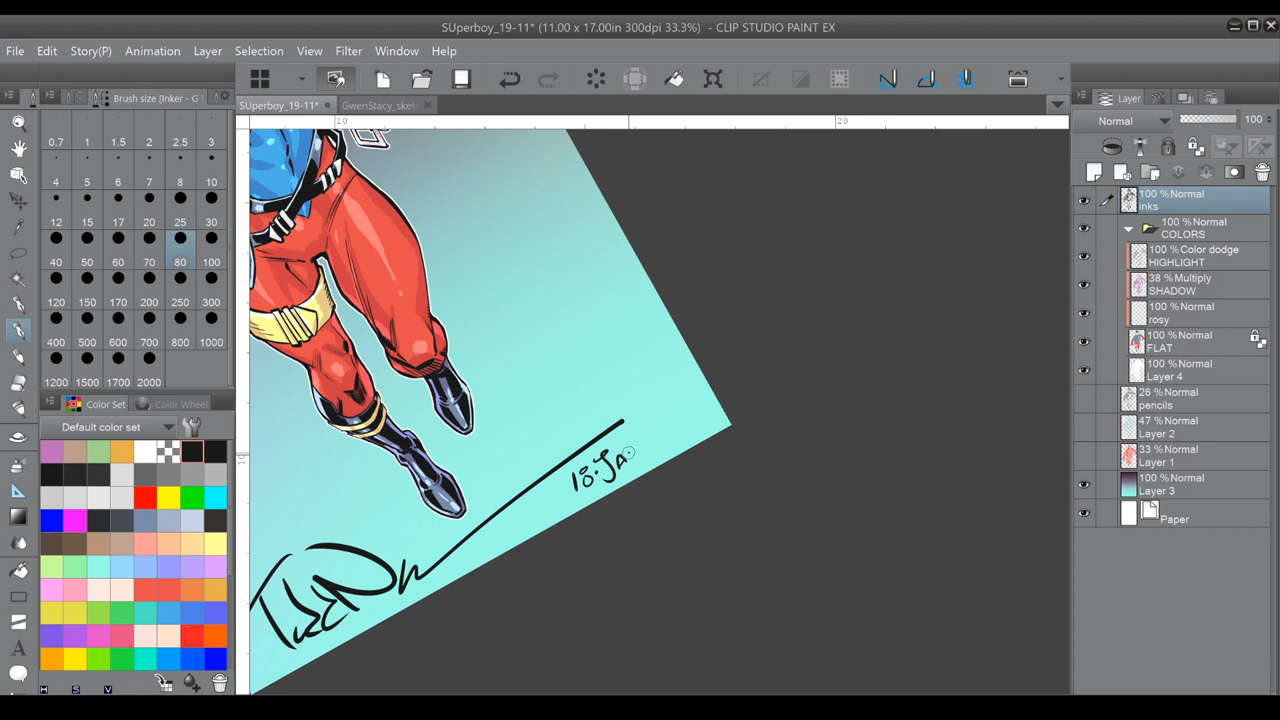 SUperboy_19-11* (11.00 x 17.00in 300dpi 33.3%) - CLIP STUDIO PAINT EX
File Edit Story(P) Animation Layer Selection View Filter Window Help
Brush size [Inker - G
SUperboy_19-11* GwenStacy_sket
Layer
10 20
Normal 100
0.7 1 1.5 2 2.5 3
4 5 6 7 8 10
12 15 17 20 25 30
40 50 60 70 80 100
120 150 170 200 250 300
400 500 600 700 800 1000
1200 1500 1700 2000
Color Set Color Wheel
Default color set
H S V
18.JA
100 %Normal
inks
100 %Normal
COLORS
100 %Color dodge
HIGHLIGHT
38 %Multiply
SHADOW
100 %Normal
rosy
100 %Normal
FLAT
100 %Normal
Layer 4
26 %Normal
pencils
47 %Normal
Layer 2
33 %Normal
Layer 1
100 %Normal
Layer 3
Paper